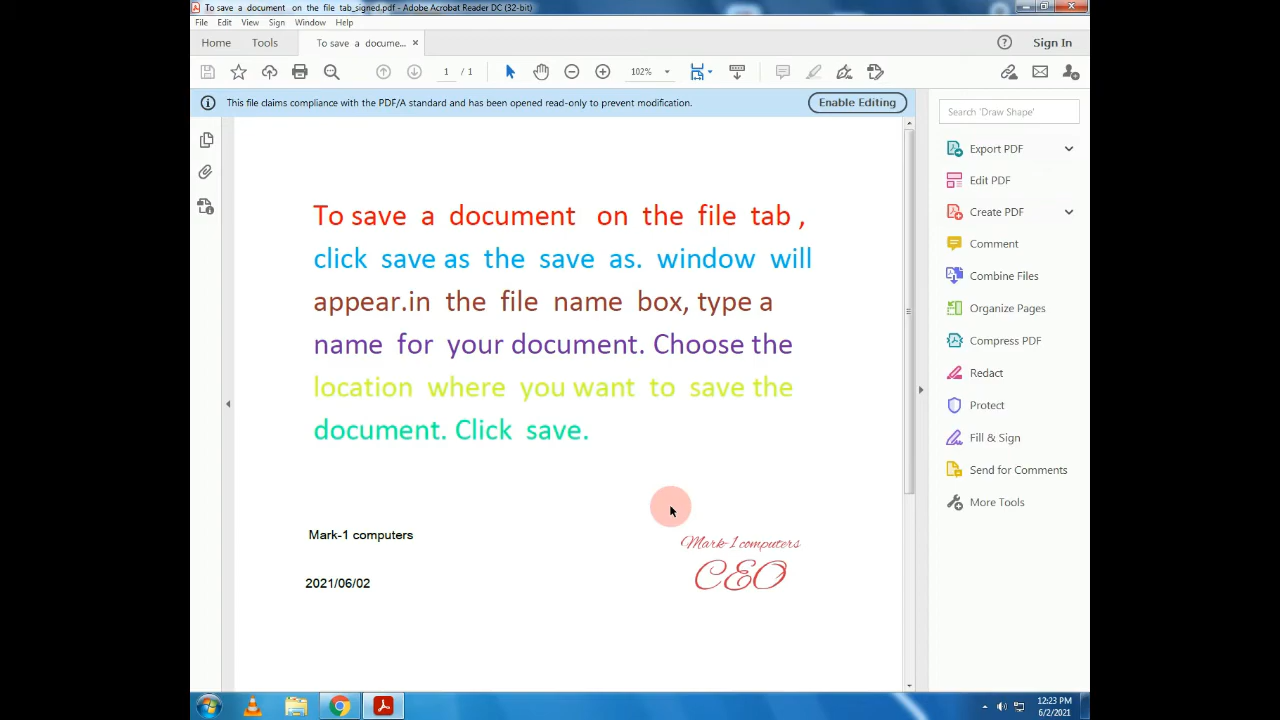 To save a document on the file tab_signed.pdf - Adobe Acrobat Reader DC (32-bit)
File Edit View Sign Window Help
Home Tools To save a docume... × Sign In
1 / 1 102%
This file claims compliance with the PDF/A standard and has been opened read-only to prevent modification. Enable Editing
Search 'Draw Shape'
Export PDF
Edit PDF
Create PDF
Comment
Combine Files
Organize Pages
Compress PDF
Redact
Protect
Fill & Sign
Send for Comments
More Tools
To save a document on the file tab ,
click save as the save as. window will
appear.in the file name box, type a
name for your document. Choose the
location where you want to save the
document. Click save.
Mark-1 computers
2021/06/02
Mark-1 computers
CEO
12:23 PM
6/2/2021